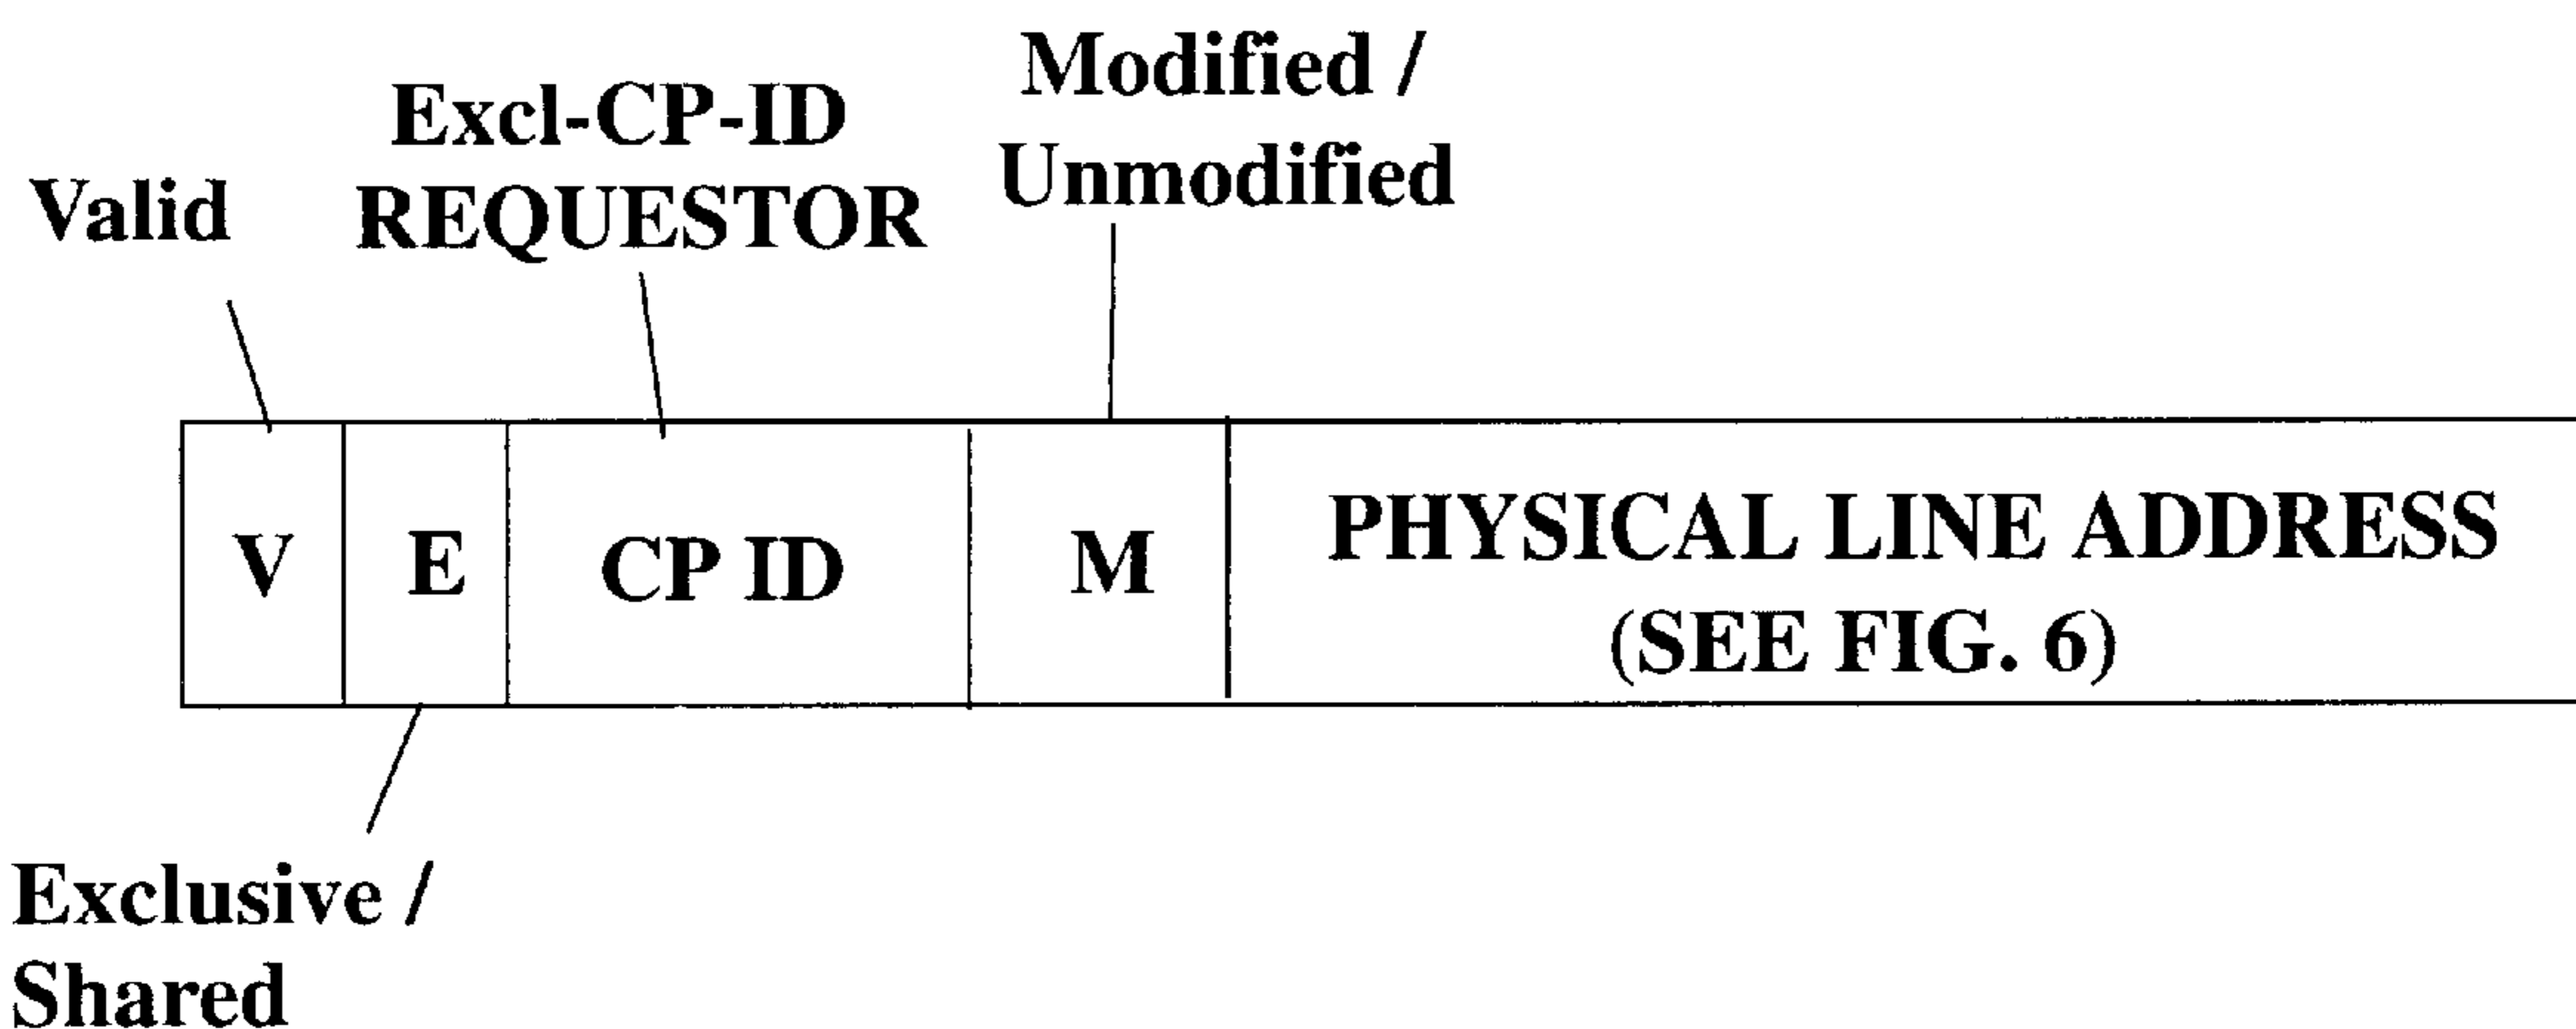 Modified /
Unmodified
Excl-CP-ID
REQUESTOR
Valid
V
E
CP ID
M
PHYSICAL LINE ADDRESS
(SEE FIG. 6)
Exclusive /
Shared